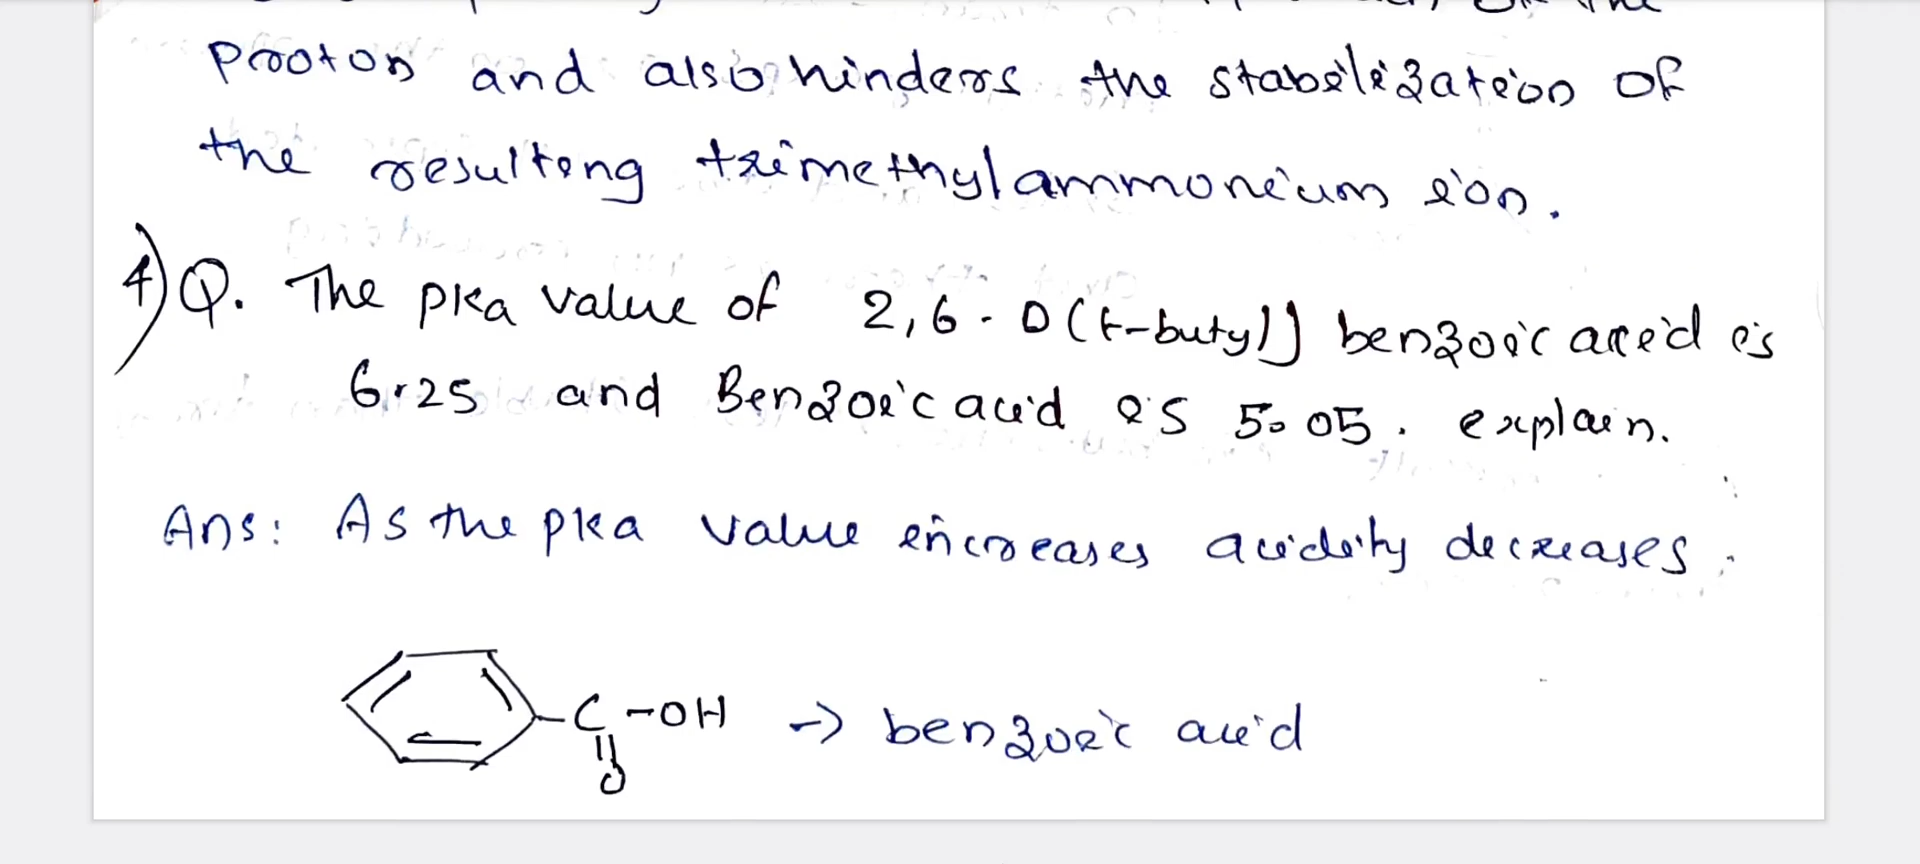 proton and also hinders the stabilization of
the resulting trimethylammonium ion.
4) Q. The pka value of 2,6-D(t-butyl)) benzoic acid is
6.25 and Benzoic acid is 5.05. explain.
Ans: As the pka value increases acidity decreases.
C-OH → benzoic acid
O